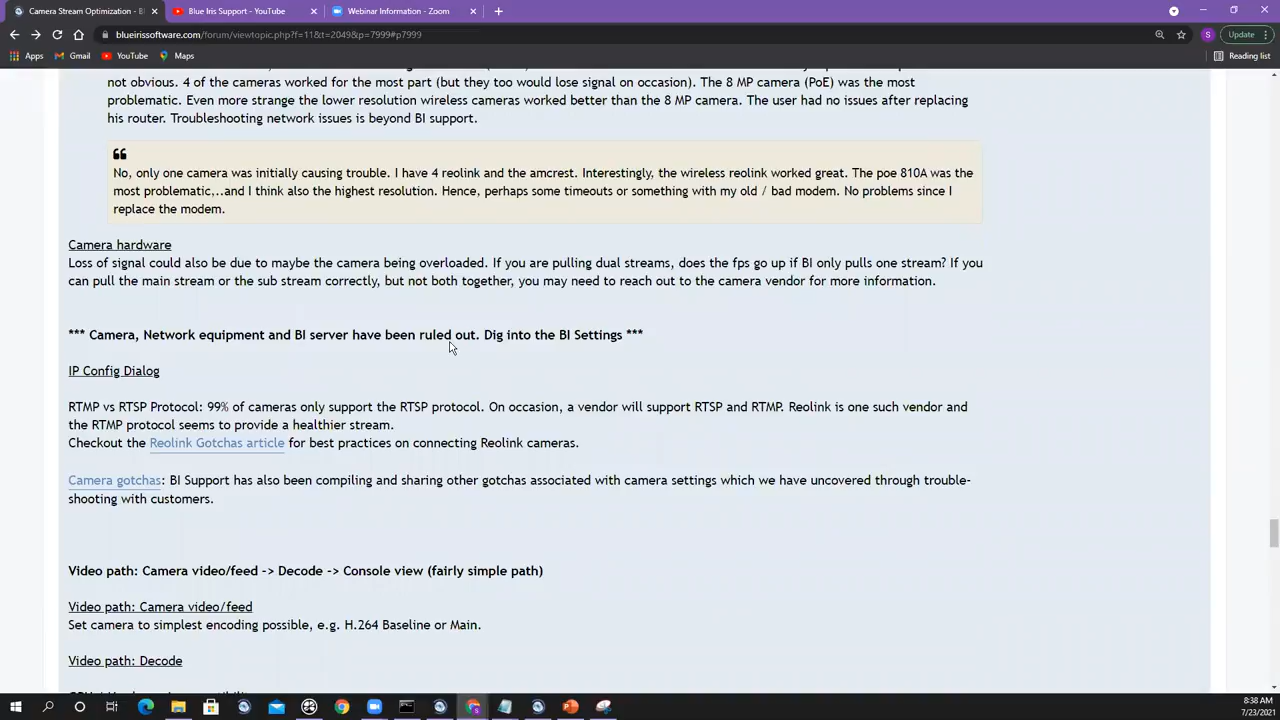 Camera Stream Optimization - BI
Blue Iris Support - YouTube
Webinar Information - Zoom
blueirissoftware.com/forum/viewtopic.php?f=11&t=2049&p=7999#p7999
S
Update
Apps
Gmail
YouTube
Maps
Reading list
not obvious. 4 of the cameras worked for the most part (but they too would lose signal on occasion). The 8 MP camera (PoE) was the most
problematic. Even more strange the lower resolution wireless cameras worked better than the 8 MP camera. The user had no issues after replacing
his router. Troubleshooting network issues is beyond BI support.
No, only one camera was initially causing trouble. I have 4 reolink and the amcrest. Interestingly, the wireless reolink worked great. The poe 810A was the
most problematic,..and I think also the highest resolution. Hence, perhaps some timeouts or something with my old / bad modem. No problems since I
replace the modem.
Camera hardware
Loss of signal could also be due to maybe the camera being overloaded. If you are pulling dual streams, does the fps go up if BI only pulls one stream? If you
can pull the main stream or the sub stream correctly, but not both together, you may need to reach out to the camera vendor for more information.
*** Camera, Network equipment and BI server have been ruled out. Dig into the BI Settings ***
IP Config Dialog
RTMP vs RTSP Protocol: 99% of cameras only support the RTSP protocol. On occasion, a vendor will support RTSP and RTMP. Reolink is one such vendor and
the RTMP protocol seems to provide a healthier stream.
Checkout the Reolink Gotchas article for best practices on connecting Reolink cameras.
Camera gotchas: BI Support has also been compiling and sharing other gotchas associated with camera settings which we have uncovered through trouble-
shooting with customers.
Video path: Camera video/feed -> Decode -> Console view (fairly simple path)
Video path: Camera video/feed
Set camera to simplest encoding possible, e.g. H.264 Baseline or Main.
Video path: Decode
8:38 AM
7/23/2021